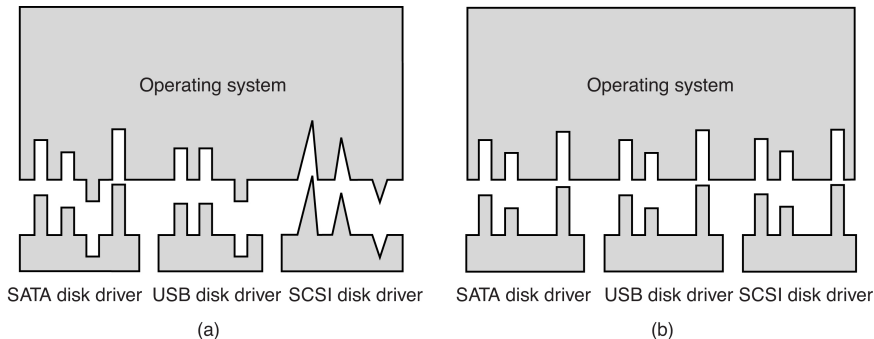 Operating system
Operating system
SATA disk driver USB disk driver SCSI disk driver
SATA disk driver USB disk driver SCSI disk driver
(a)
(b)